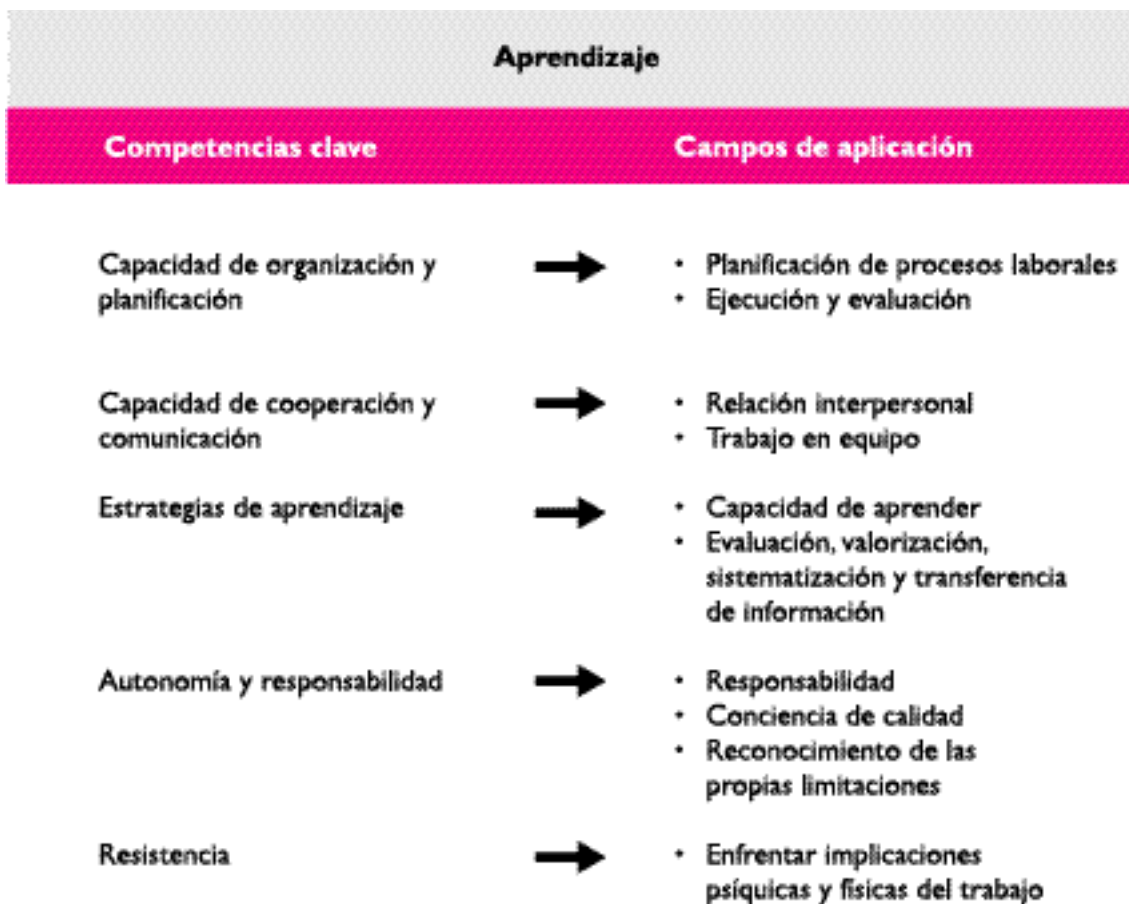 Aprendizaje
Competencias clave
Campos de aplicación
Capacidad de organización y
planificación
• Planificación de procesos laborales
• Ejecución y evaluación
Capacidad de cooperación y
comunicación
• Relación interpersonal
• Trabajo en equipo
Estrategias de aprendizaje
• Capacidad de aprender
• Evaluación, valorización,
sistematización y transferencia
de información
Autonomía y responsabilidad
• Responsabilidad
• Conciencia de calidad
• Reconocimiento de las
propias limitaciones
Resistencia
• Enfrentar implicaciones
psíquicas y físicas del trabajo